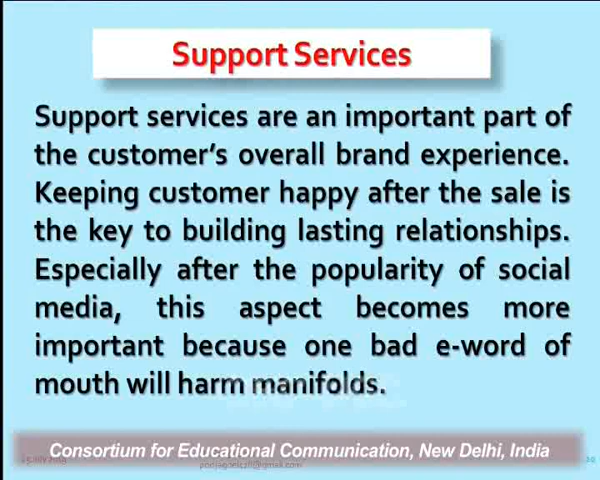 Support Services
Support services are an important part of
the customer's overall brand experience.
Keeping customer happy after the sale is
the key to building lasting relationships.
Especially after the popularity of social
media, this aspect becomes more
important because one bad e-word of
mouth will harm manifolds.
Consortium for Educational Communication, New Delhi, India